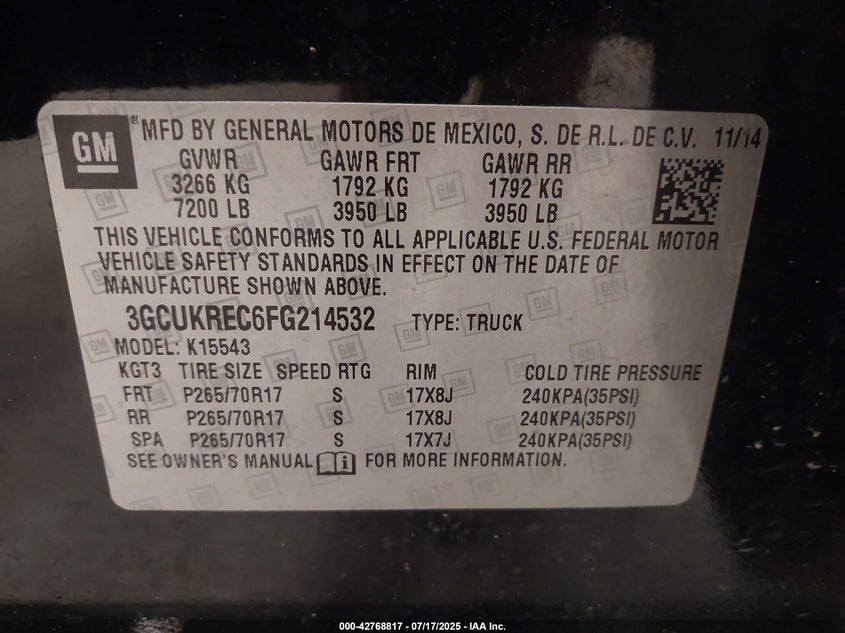 GM ® MFD BY GENERAL MOTORS DE MEXICO, S. DE R.L. DE C.V. 11/14
GVWR GAWR FRT GAWR RR
3266 KG 1792 KG 1792 KG
7200 LB 3950 LB 3950 LB
THIS VEHICLE CONFORMS TO ALL APPLICABLE U.S. FEDERAL MOTOR
VEHICLE SAFETY STANDARDS IN EFFECT ON THE DATE OF
MANUFACTURE SHOWN ABOVE.
3GCUKREC6FG214532 TYPE: TRUCK
MODEL: K15543
KGT3 TIRE SIZE SPEED RTG RIM COLD TIRE PRESSURE
FRT P265/70R17 S 17X8J 240KPA(35PSI)
RR P265/70R17 S 17X8J 240KPA(35PSI)
SPA P265/70R17 S 17X7J 240KPA(35PSI)
SEE OWNER'S MANUAL FOR MORE INFORMATION.
000-42768817 - 07/17/2025 - IAA Inc.